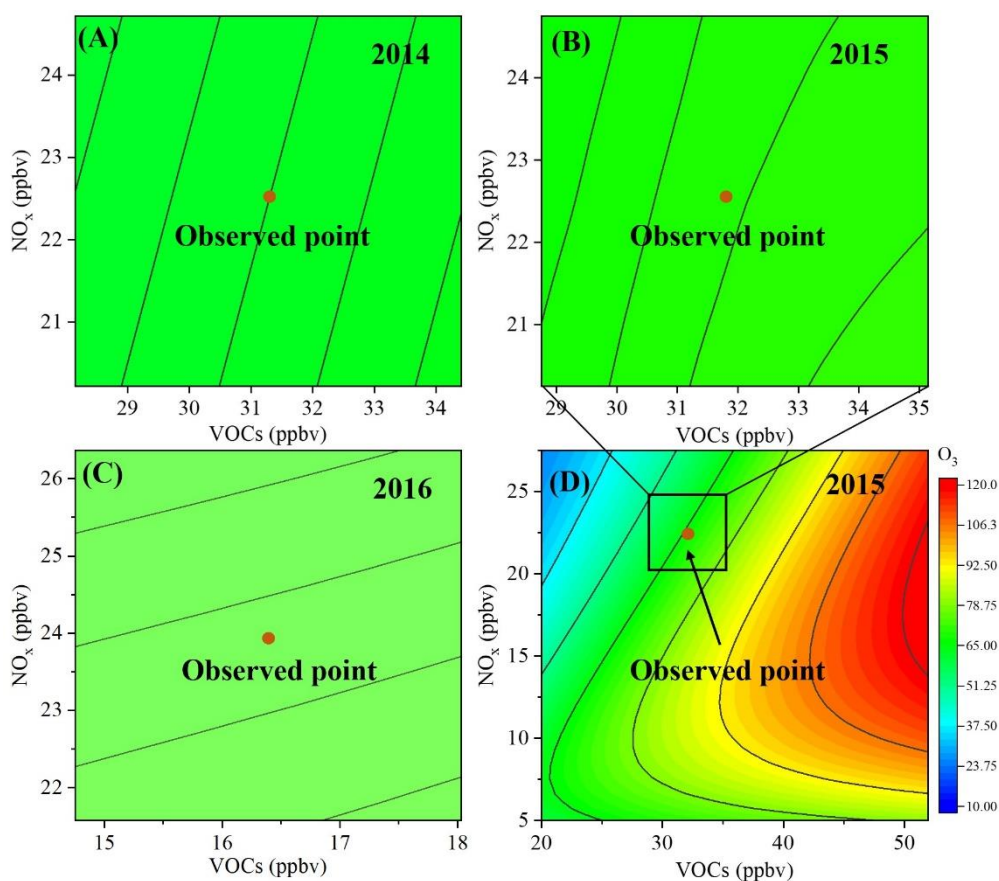 (A)
2014
24
23
22
21
NOx (ppbv)
Observed point
29 30 31 32 33 34
VOCs (ppbv)
(B)
2015
24
23
22
21
NOx (ppbv)
Observed point
29 30 31 32 33 34 35
VOCs (ppbv)
(C)
2016
26
25
24
23
22
NOx (ppbv)
Observed point
15 16 17 18
VOCs (ppbv)
(D)
2015
25
20
15
10
5
NOx (ppbv)
Observed point
20 30 40 50
VOCs (ppbv)
O3
120.0
106.3
92.50
78.75
65.00
51.25
37.50
23.75
10.00